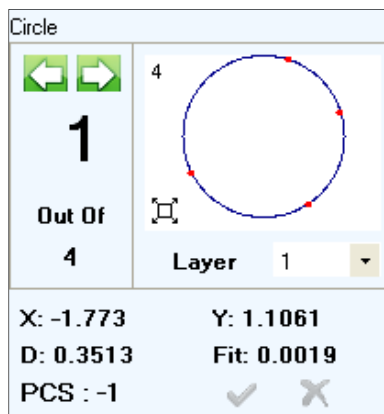 Circle
4
1
Out Of
4
Layer 1
X: -1.773 Y: 1.1061
D: 0.3513 Fit: 0.0019
PCS : -1